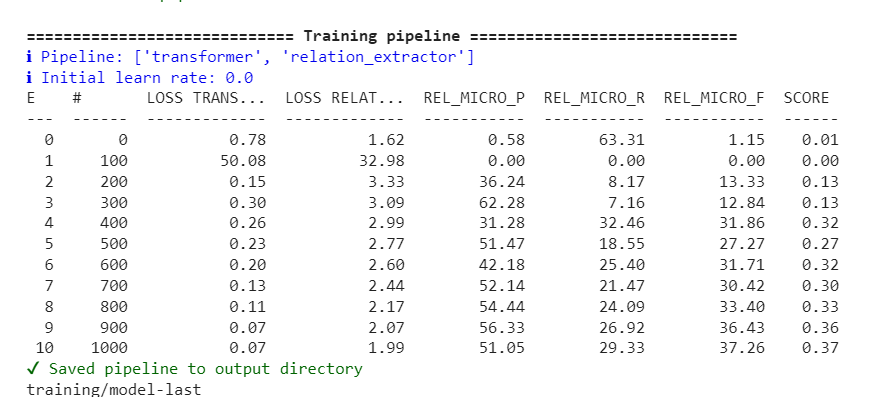 ============================= Training pipeline =============================
ℹ Pipeline: ['transformer', 'relation_extractor']
ℹ Initial learn rate: 0.0
E    #       LOSS TRANS...  LOSS RELAT...  REL_MICRO_P  REL_MICRO_R  REL_MICRO_F  SCORE
---  ------  -------------  -------------  -----------  -----------  -----------  ------
  0       0           0.78           1.62         0.58        63.31         1.15    0.01
  1     100          50.08          32.98         0.00         0.00         0.00    0.00
  2     200           0.15           3.33        36.24         8.17        13.33    0.13
  3     300           0.30           3.09        62.28         7.16        12.84    0.13
  4     400           0.26           2.99        31.28        32.46        31.86    0.32
  5     500           0.23           2.77        51.47        18.55        27.27    0.27
  6     600           0.20           2.60        42.18        25.40        31.71    0.32
  7     700           0.13           2.44        52.14        21.47        30.42    0.30
  8     800           0.11           2.17        54.44        24.09        33.40    0.33
  9     900           0.07           2.07        56.33        26.92        36.43    0.36
 10    1000           0.07           1.99        51.05        29.33        37.26    0.37
✔ Saved pipeline to output directory
training/model-last